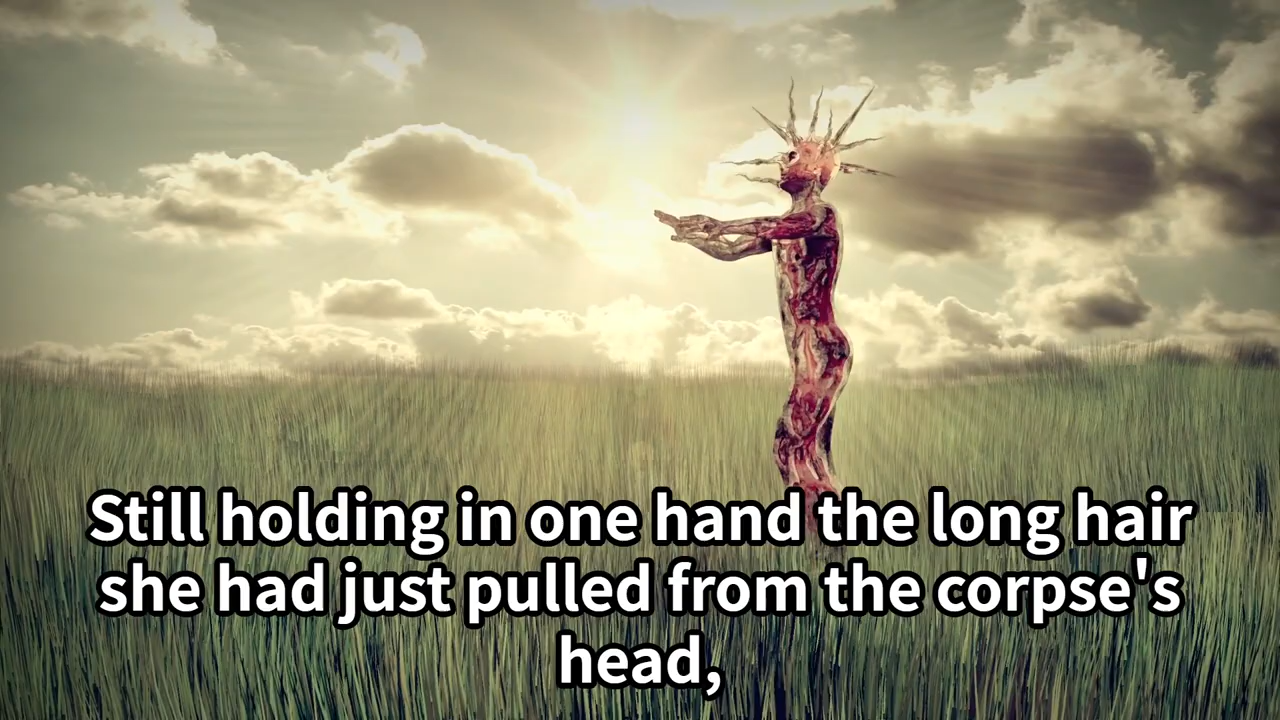 Still holding in one hand the long hair
she had just pulled from the corpse's
head,